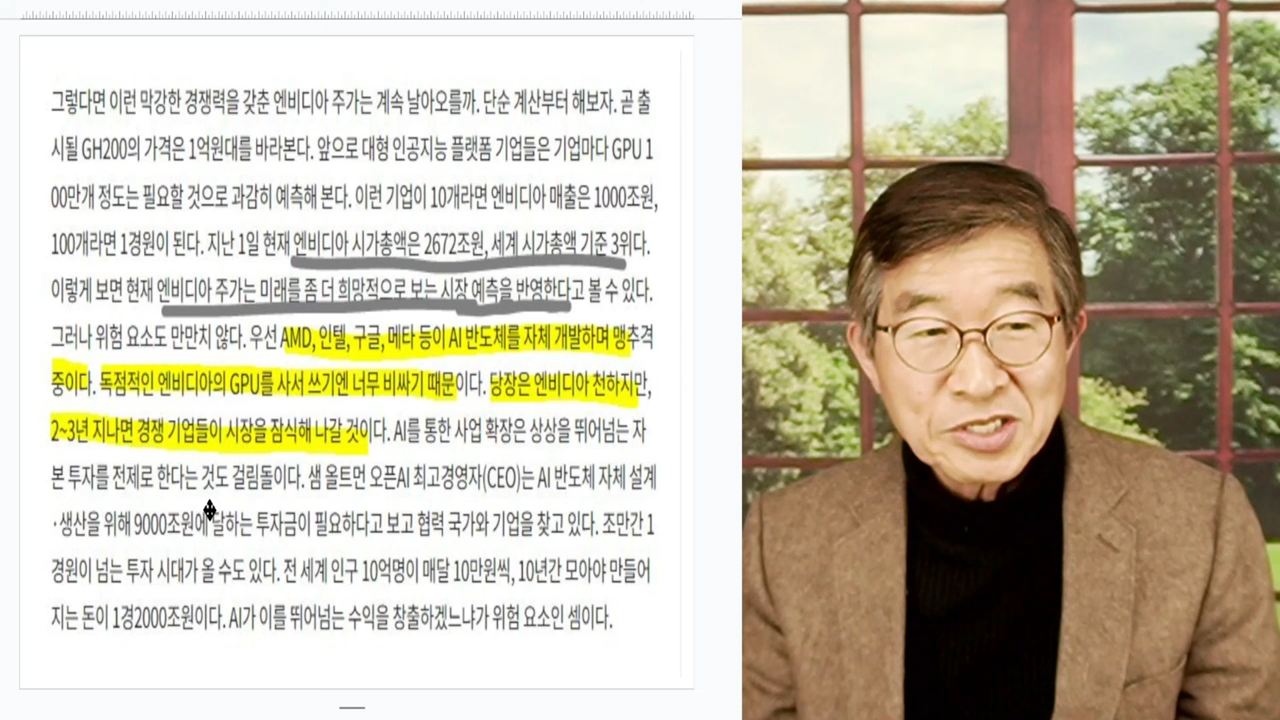 그렇다면 이런 막강한 경쟁력을 갖춘 엔비디아 주가는 계속 날아오를까. 단순 계산부터 해보자. 곧 출
시될 GH200의 가격은 1억원대를 바라본다. 앞으로 대형 인공지능 플랫폼 기업들은 기업마다 GPU 1
00만개 정도는 필요할 것으로 과감히 예측해 본다. 이런 기업이 10개라면 엔비디아 매출은 1000조원,
100개라면 1경원이 된다. 지난 1일 현재 엔비디아 시가총액은 2672조원, 세계 시가총액 기준 3위다.
이렇게 보면 현재 엔비디아 주가는 미래를 좀 더 희망적으로 보는 시장 예측을 반영한다고 볼 수 있다.
그러나 위험 요소도 만만치 않다. 우선 AMD, 인텔, 구글, 메타 등이 AI 반도체를 자체 개발하며 맹추격
중이다. 독점적인 엔비디아의 GPU를 사서 쓰기엔 너무 비싸기 때문이다. 당장은 엔비디아 천하지만,
2~3년 지나면 경쟁 기업들이 시장을 잠식해 나갈 것이다. AI를 통한 사업 확장은 상상을 뛰어넘는 자
본 투자를 전제로 한다는 것도 걸림돌이다. 샘 올트먼 오픈AI 최고경영자(CEO)는 AI 반도체 자체 설계
·생산을 위해 9000조원에 달하는 투자금이 필요하다고 보고 협력 국가와 기업을 찾고 있다. 조만간 1
경원이 넘는 투자 시대가 올 수도 있다. 전 세계 인구 10억명이 매달 10만원씩, 10년간 모아야 만들어
지는 돈이 1경2000조원이다. AI가 이를 뛰어넘는 수익을 창출하겠느냐가 위험 요소인 셈이다.